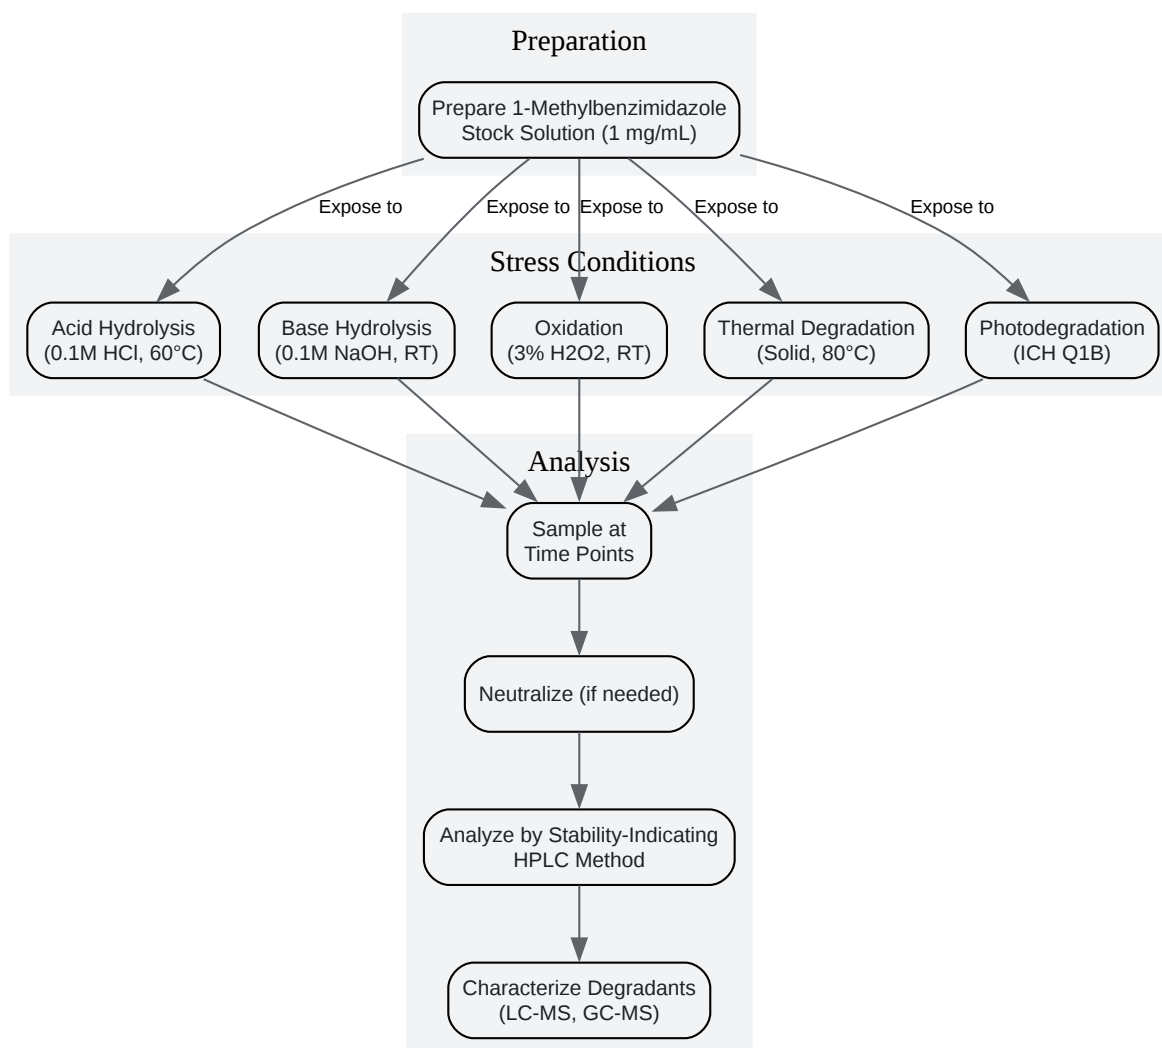 Preparation
Prepare 1-Methylbenzimidazole
Stock Solution (1 mg/mL)
Expose to
Expose to
Expose to
Expose to
Expose to
Stress Conditions
Acid Hydrolysis
(0.1M HCl, 60°C)
Base Hydrolysis
(0.1M NaOH, RT)
Oxidation
(3% H2O2, RT)
Thermal Degradation
(Solid, 80°C)
Photodegradation
(ICH Q1B)
Analysis
Sample at
Time Points
Neutralize (if needed)
Analyze by Stability-Indicating
HPLC Method
Characterize Degradants
(LC-MS, GC-MS)